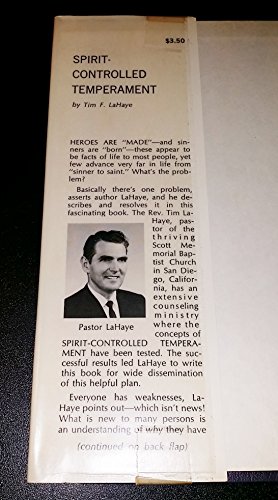 $3.50
SPIRIT-
CONTROLLED
TEMPERAMENT
by Tim F. LaHaye
HEROES ARE "MADE"—and sin-
ners are "born"—these appear to
be facts of life to most people, yet
few advance very far in life from
"sinner to saint." What's the prob-
lem?
Basically there's one problem,
asserts author LaHaye, and he de-
scribes and resolves it in this
fascinating book. The Rev. Tim La-
Haye, pas-
tor of the
thriving
Scott Me-
morial Bap-
tist Church
in San Die-
go, Califor-
nia, has an
extensive
counseling
ministry
where the
concepts of
Pastor LaHaye
SPIRIT-CONTROLLED TEMPERA-
MENT have been tested. The suc-
cessful results led LaHaye to write
this book for wide dissemination
of this helpful plan.
Everyone has weaknesses, La-
Haye points out—which isn't news!
What is new to many persons is
an understanding of why they have
(continued on back flap)